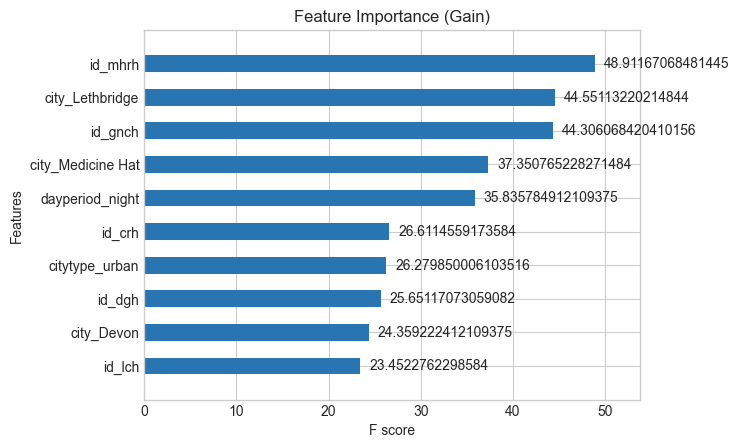 Feature Importance (Gain)
Features
id_mhrh 48.91167068481445
city_Lethbridge 44.55113220214844
id_gnch 44.306068420410156
city_Medicine Hat 37.350765228271484
dayperiod_night 35.835784912109375
id_crh 26.6114559173584
citytype_urban 26.279850006103516
id_dgh 25.65117073059082
city_Devon 24.359222412109375
id_lch 23.4522762298584
0 10 20 30 40 50
F score